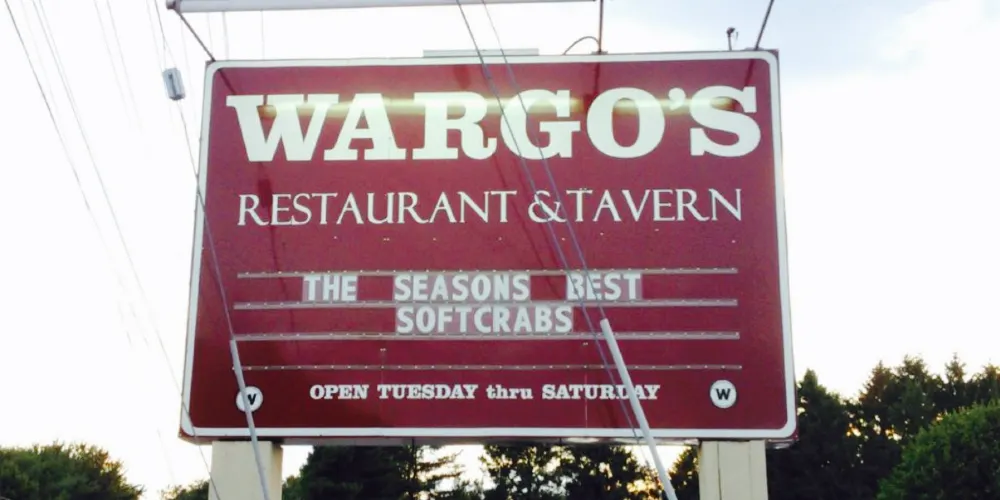 WARGO'S
RESTAURANT & TAVERN
THE SEASONS BEST
SOFTCRABS
OPEN TUESDAY thru SATURDAY
W W